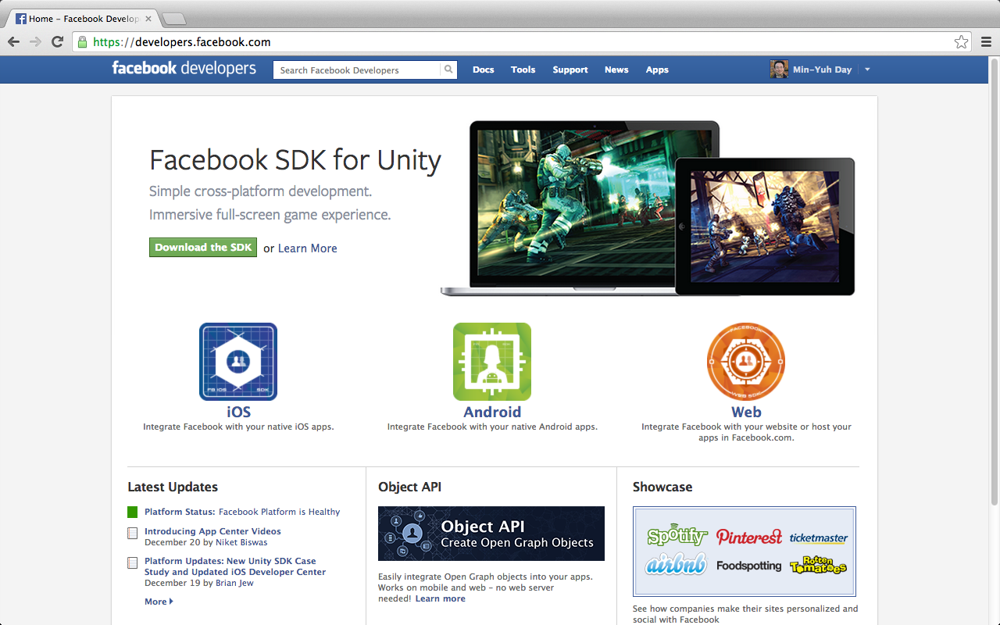 Home – Facebook Develop
https://developers.facebook.com
facebook developers
Search Facebook Developers
Docs
Tools
Support
News
Apps
Min-Yuh Day
Facebook SDK for Unity
Simple cross-platform development.
Immersive full-screen game experience.
Download the SDK or Learn More
FB IOS SDK
FACEBOOK
WEB SDK
iOS
Integrate Facebook with your native iOS apps.
Android
Integrate Facebook with your native Android apps.
Web
Integrate Facebook with your website or host your
apps in Facebook.com.
Latest Updates
Platform Status: Facebook Platform is Healthy
Introducing App Center Videos
December 20 by Niket Biswas
Platform Updates: New Unity SDK Case
Study and Updated iOS Developer Center
December 19 by Brian Jew
More
Object API
Object API
Create Open Graph Objects
Easily integrate Open Graph objects into your apps.
Works on mobile and web – no web server
needed! Learn more
Showcase
Spotify Pinterest ticketmaster
airbnb Foodspotting Rotten Tomatoes
See how companies make their sites personalized and
social with Facebook